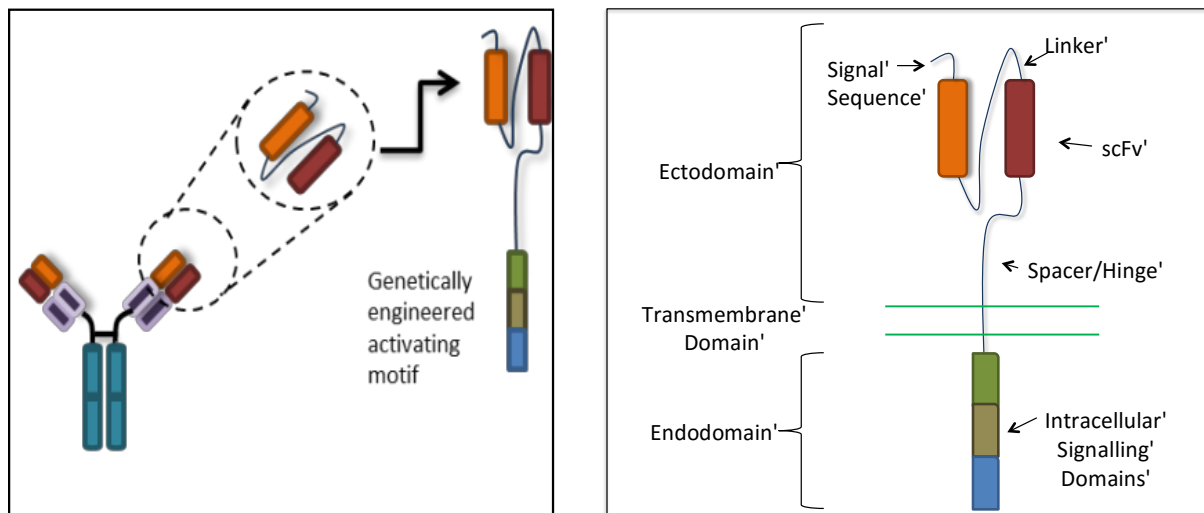 Genetically
engineered
activating
motif
Signal'
Sequence'
Linker'
Ectodomain'
scFv'
Spacer/Hinge'
Transmembrane'
Domain'
Endodomain'
Intracellular'
Signalling'
Domains'